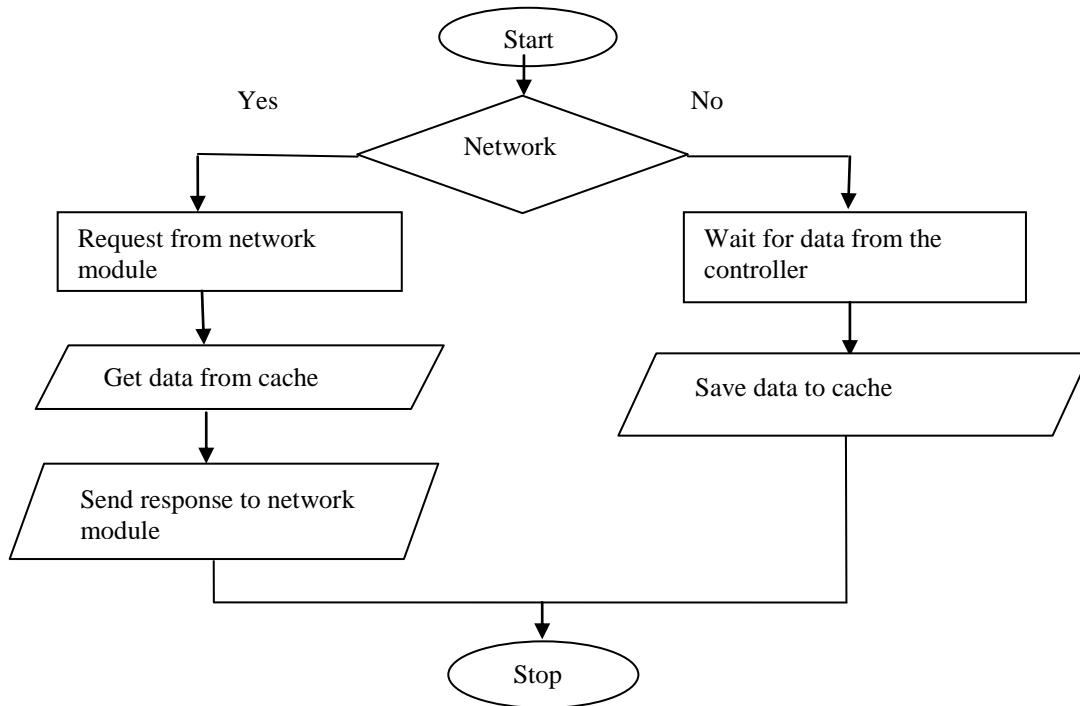 Start
Yes
No
Network
Request from network
module
Wait for data from the
controller
Get data from cache
Save data to cache
Send response to network
module
Stop